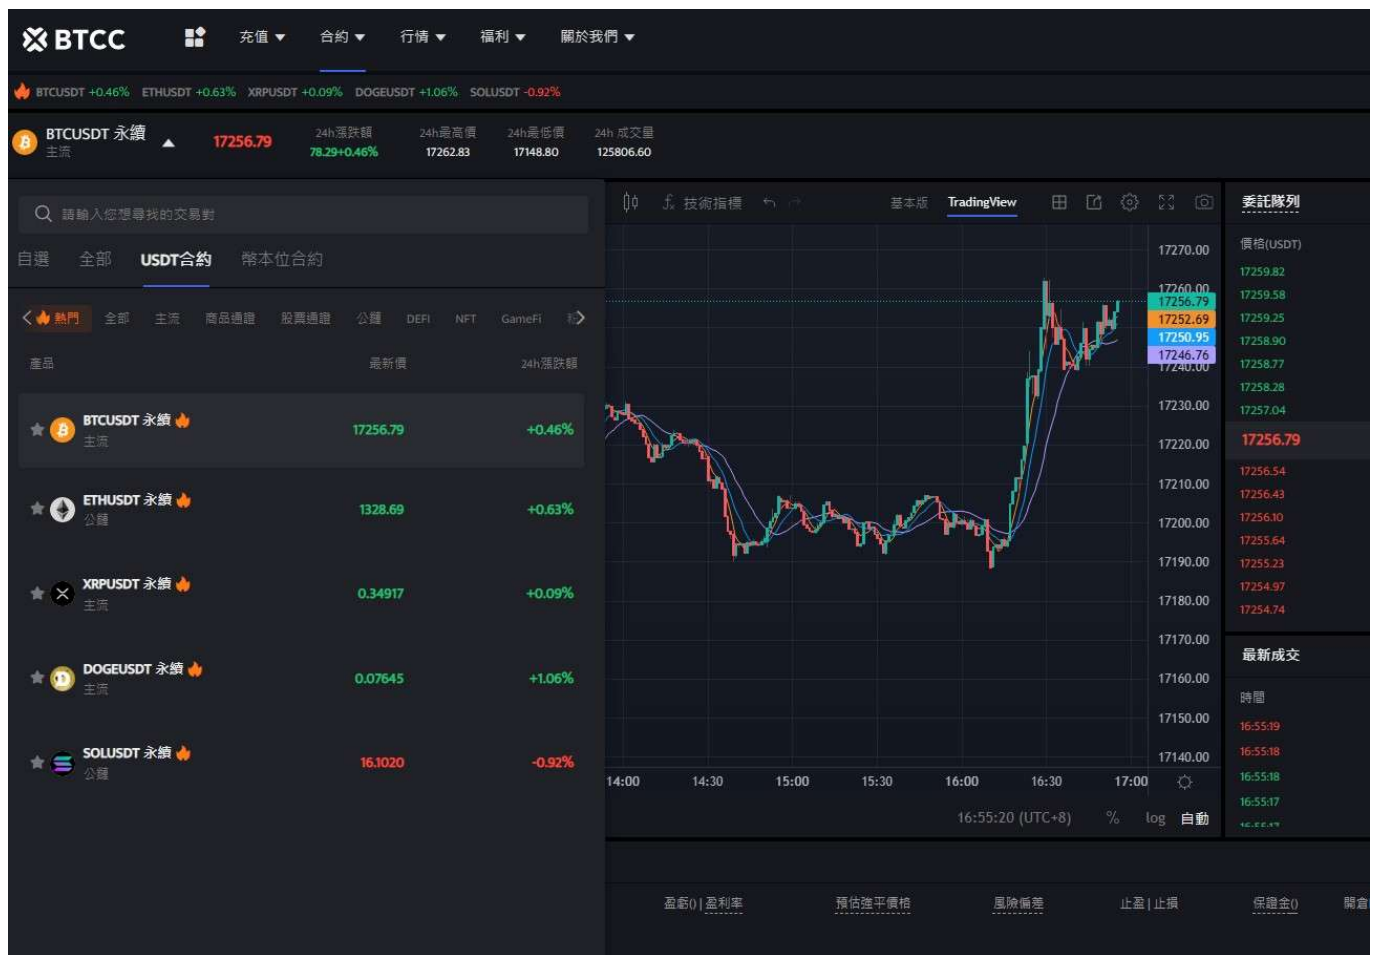 BTCC 充值 合約 行情 福利 關於我們
BTCUSDT +0.46% ETHUSDT +0.63% XRPUSDT +0.09% DOGEUSDT +1.06% SOLUSDT -0.92%
BTCUSDT 永續
主流
17256.79
24h漲跌額 24h最高價 24h最低價 24h 成交量
78.29+0.46% 17262.83 17148.80 125806.60
請輸入您想尋找的交易對
自選 全部 USDT合約 幣本位合約
熱門 全部 主流 商品通證 股票通證 公鏈 DEFI NFT GameFi
產品 最新價 24h漲跌額
BTCUSDT 永續 17256.79 +0.46%
主流
ETHUSDT 永續 1328.69 +0.63%
公鏈
XRPUSDT 永續 0.34917 +0.09%
主流
DOGEUSDT 永續 0.07645 +1.06%
主流
SOLUSDT 永續 16.1020 -0.92%
公鏈
技術指標 基本版 TradingView
17270.00
17260.00
17256.79
17252.69
17250.95
17246.76
17240.00
17230.00
17220.00
17210.00
17200.00
17190.00
17180.00
17170.00
17160.00
17150.00
17140.00
14:00 14:30 15:00 15:30 16:00 16:30 17:00
16:55:20 (UTC+8) % log 自動
委託隊列
價格(USDT)
17259.82
17259.58
17259.25
17258.90
17258.77
17258.28
17257.04
17256.79
17256.54
17256.43
17256.10
17255.64
17255.23
17254.97
17254.74
最新成交
時間
16:55:19
16:55:18
16:55:18
16:55:17
16:55:17
盈虧()|盈利率 預估強平價格 風險偏差 止盈|止損 保證金() 開倉